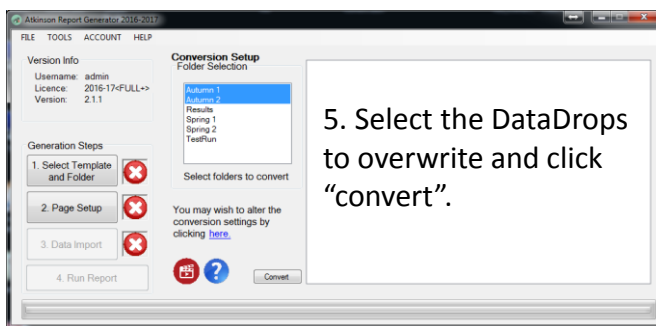 Atkinson Report Generator 2016-2017
FILE TOOLS ACCOUNT HELP
Version Info
Username: admin
Licence: 2016-17<FULL+>
Version: 2.1.1
Generation Steps
1. Select Template
and Folder
2. Page Setup
3. Data Import
4. Run Report
Conversion Setup
Folder Selection
Autumn 1
Autumn 2
Results
Spring 1
Spring 2
TestRun
Select folders to convert
You may wish to alter the
conversion settings by
clicking here.
?
Convert
5. Select the DataDrops
to overwrite and click
“convert”.